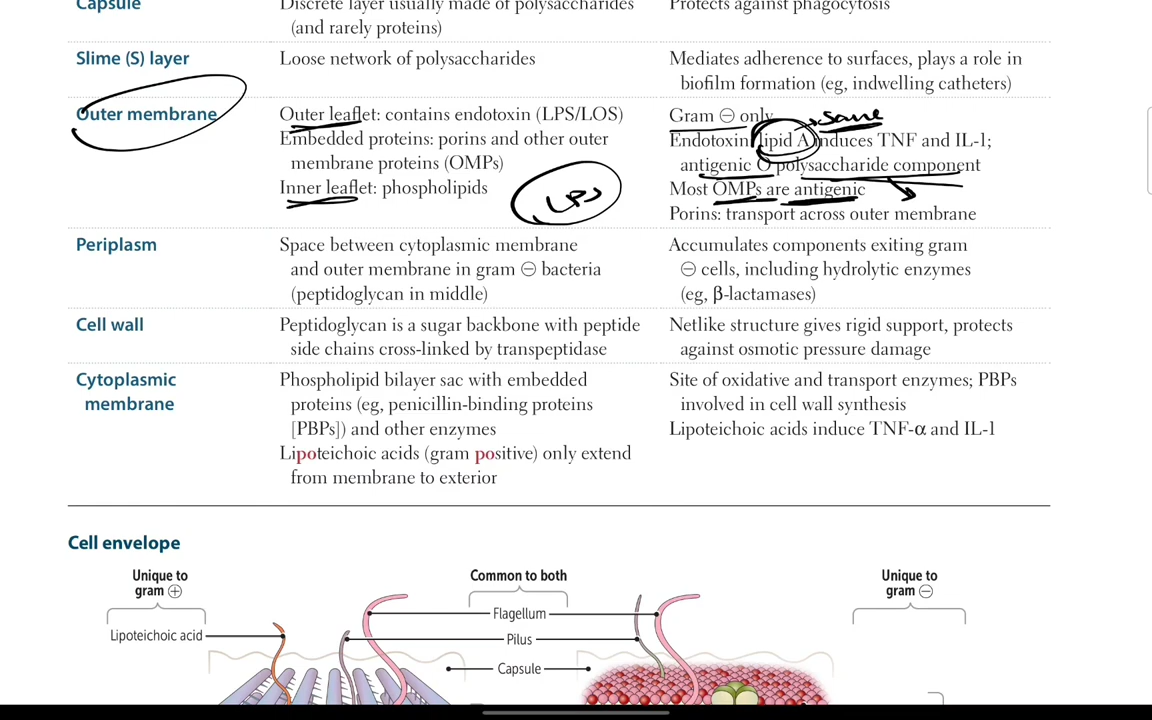 Capsule
Discrete layer usually made of polysaccharides
(and rarely proteins)
Protects against phagocytosis
Slime (S) layer
Loose network of polysaccharides
Mediates adherence to surfaces, plays a role in
biofilm formation (eg, indwelling catheters)
Outer membrane
Outer leaflet: contains endotoxin (LPS/LOS)
Embedded proteins: porins and other outer
membrane proteins (OMPs)
Inner leaflet: phospholipids
LPS
Gram ⊖ only
same
Endotoxin lipid A induces TNF and IL-1;
antigenic O polysaccharide component
Most OMPs are antigenic
Porins: transport across outer membrane
Periplasm
Space between cytoplasmic membrane
and outer membrane in gram ⊖ bacteria
(peptidoglycan in middle)
Accumulates components exiting gram
⊖ cells, including hydrolytic enzymes
(eg, β-lactamases)
Cell wall
Peptidoglycan is a sugar backbone with peptide
side chains cross-linked by transpeptidase
Netlike structure gives rigid support, protects
against osmotic pressure damage
Cytoplasmic
membrane
Phospholipid bilayer sac with embedded
proteins (eg, penicillin-binding proteins
[PBPs]) and other enzymes
Lipoteichoic acids (gram positive) only extend
from membrane to exterior
Site of oxidative and transport enzymes; PBPs
involved in cell wall synthesis
Lipoteichoic acids induce TNF-α and IL-1
Cell envelope
Unique to
gram ⊕
Common to both
Unique to
gram ⊖
Flagellum
Lipoteichoic acid
Pilus
Capsule